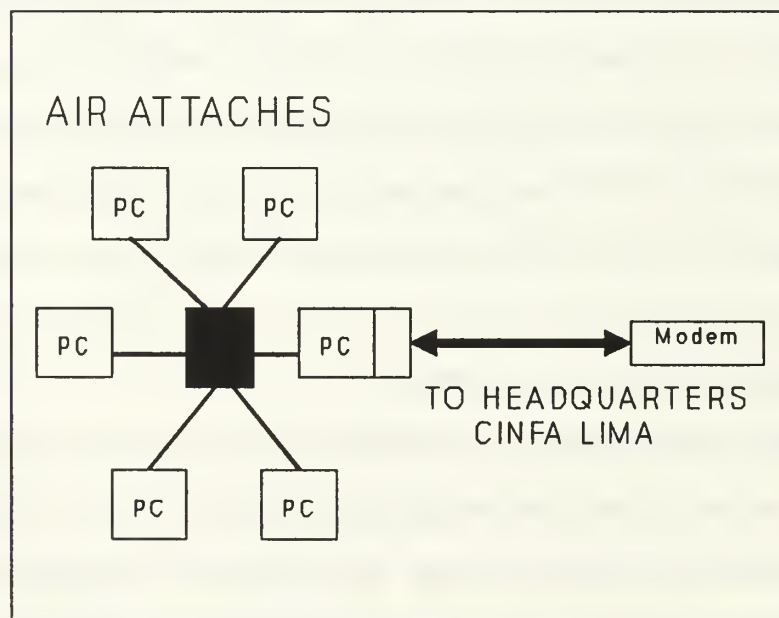 AIR ATTACHES
PC
PC
PC
PC
Modem
TO HEADQUARTERS
CINFA LIMA
PC
PC